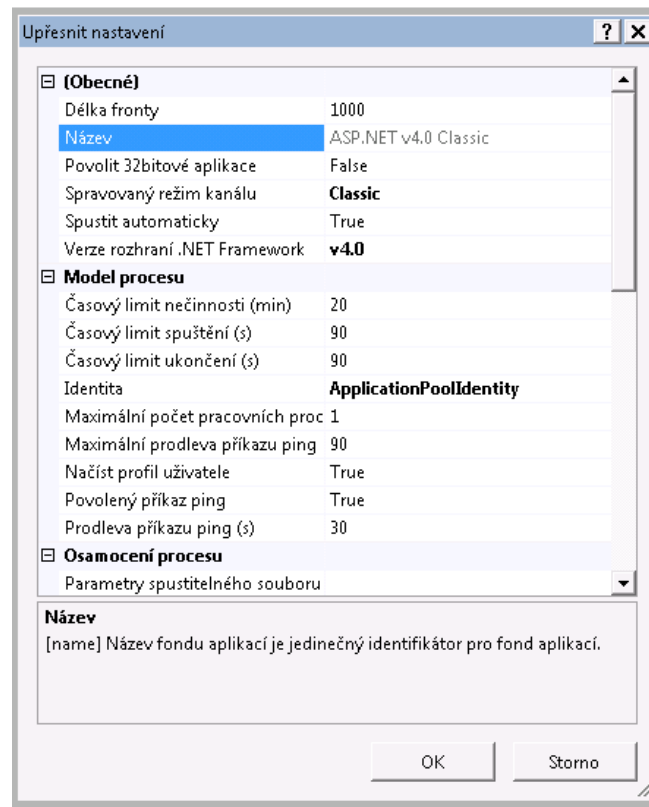 Upřesnit nastavení
(Obecné)
Délka fronty 1000
Název ASP.NET v4.0 Classic
Povolit 32bitové aplikace False
Spravovaný režim kanálu Classic
Spustit automaticky True
Verze rozhraní .NET Framework v4.0
Model procesu
Časový limit nečinnosti (min) 20
Časový limit spuštění (s) 90
Časový limit ukončení (s) 90
Identita ApplicationPoolIdentity
Maximální počet pracovních proc 1
Maximální prodleva příkazu ping 90
Načíst profil uživatele True
Povolený příkaz ping True
Prodleva příkazu ping (s) 30
Osamocení procesu
Parametry spustitelného souboru
Název
[name] Název fondu aplikací je jedinečný identifikátor pro fond aplikací.
OK Storno